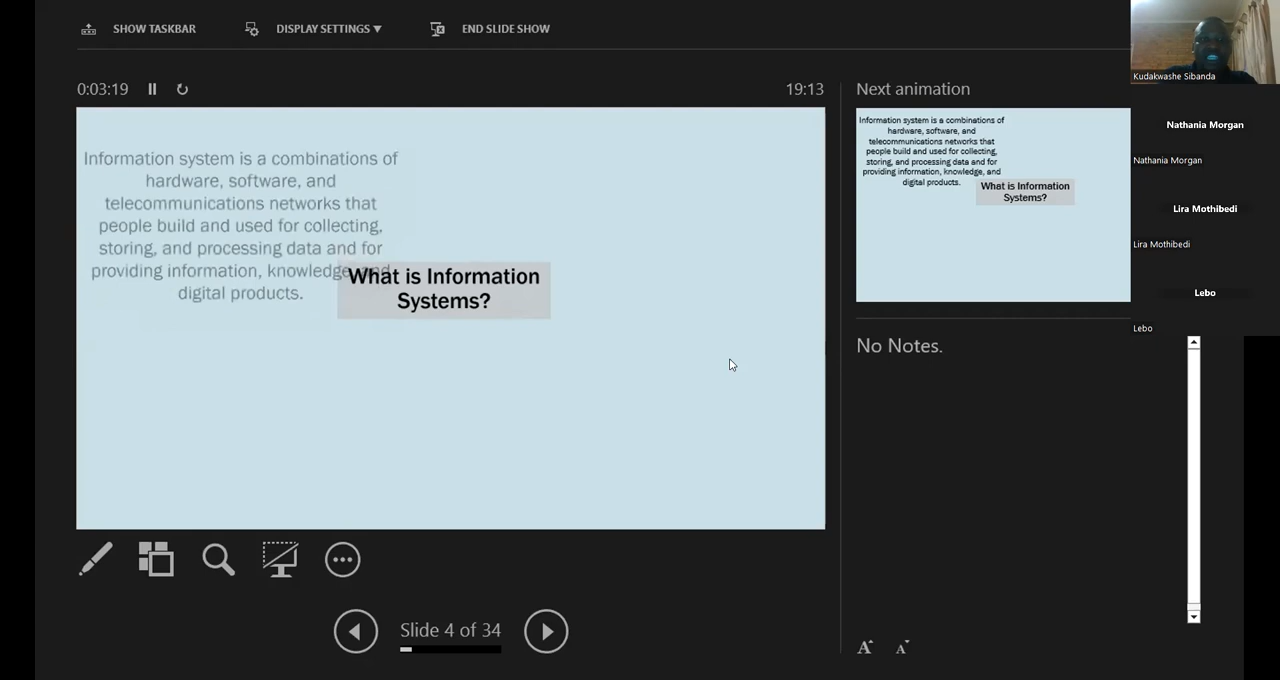 SHOW TASKBAR
DISPLAY SETTINGS
END SLIDE SHOW
0:03:19
19:13
Information system is a combinations of
hardware, software, and
telecommunications networks that
people build and used for collecting,
storing, and processing data and for
providing information, knowledge, and
digital products.
What is Information
Systems?
Slide 4 of 34
Next animation
Information system is a combinations of
hardware, software, and
telecommunications networks that
people build and used for collecting,
storing, and processing data and for
providing information, knowledge, and
digital products.
What is Information
Systems?
No Notes.
A A
Kudakwashe Sibanda
Nathania Morgan
Nathania Morgan
Lira Mothibedi
Lira Mothibedi
Lebo
Lebo